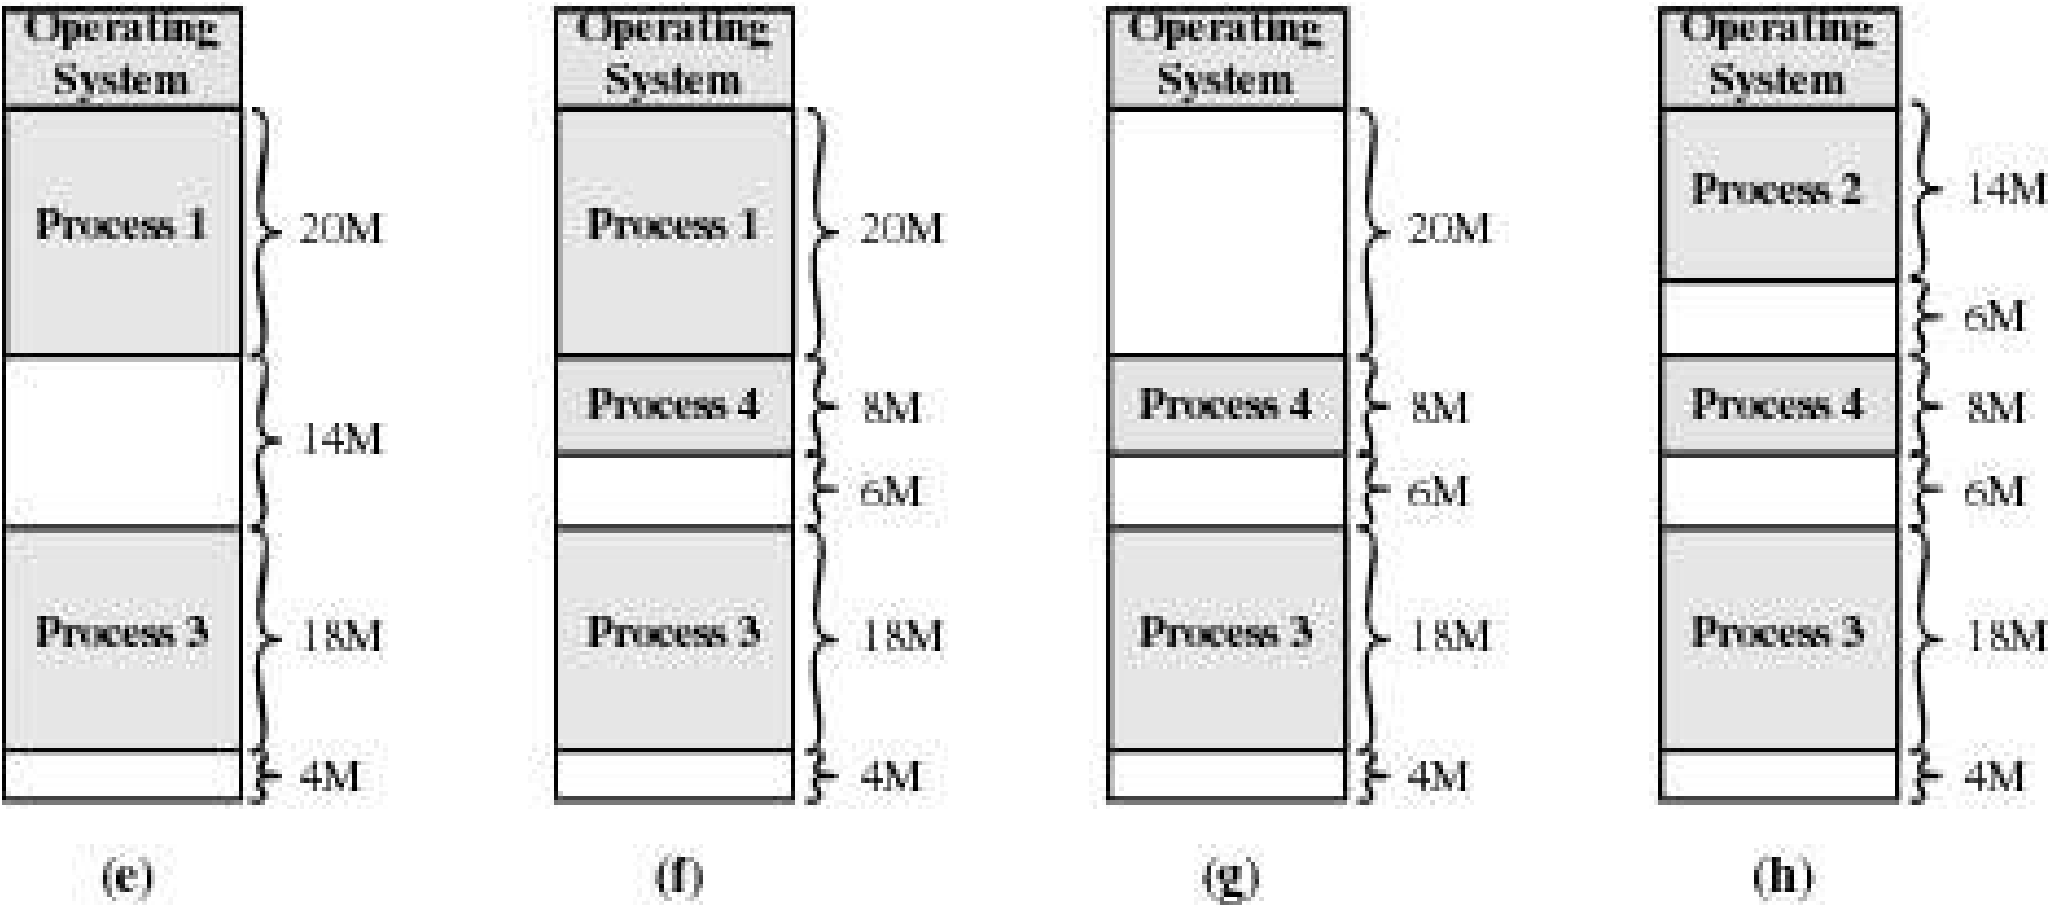 Operating
System
Process 1
20M
14M
Process 3
18M
4M
(e)
Operating
System
Process 1
20M
Process 4
8M
6M
Process 3
18M
4M
(f)
Operating
System
20M
Process 4
8M
6M
Process 3
18M
4M
(g)
Operating
System
Process 2
14M
6M
Process 4
8M
6M
Process 3
18M
4M
(h)